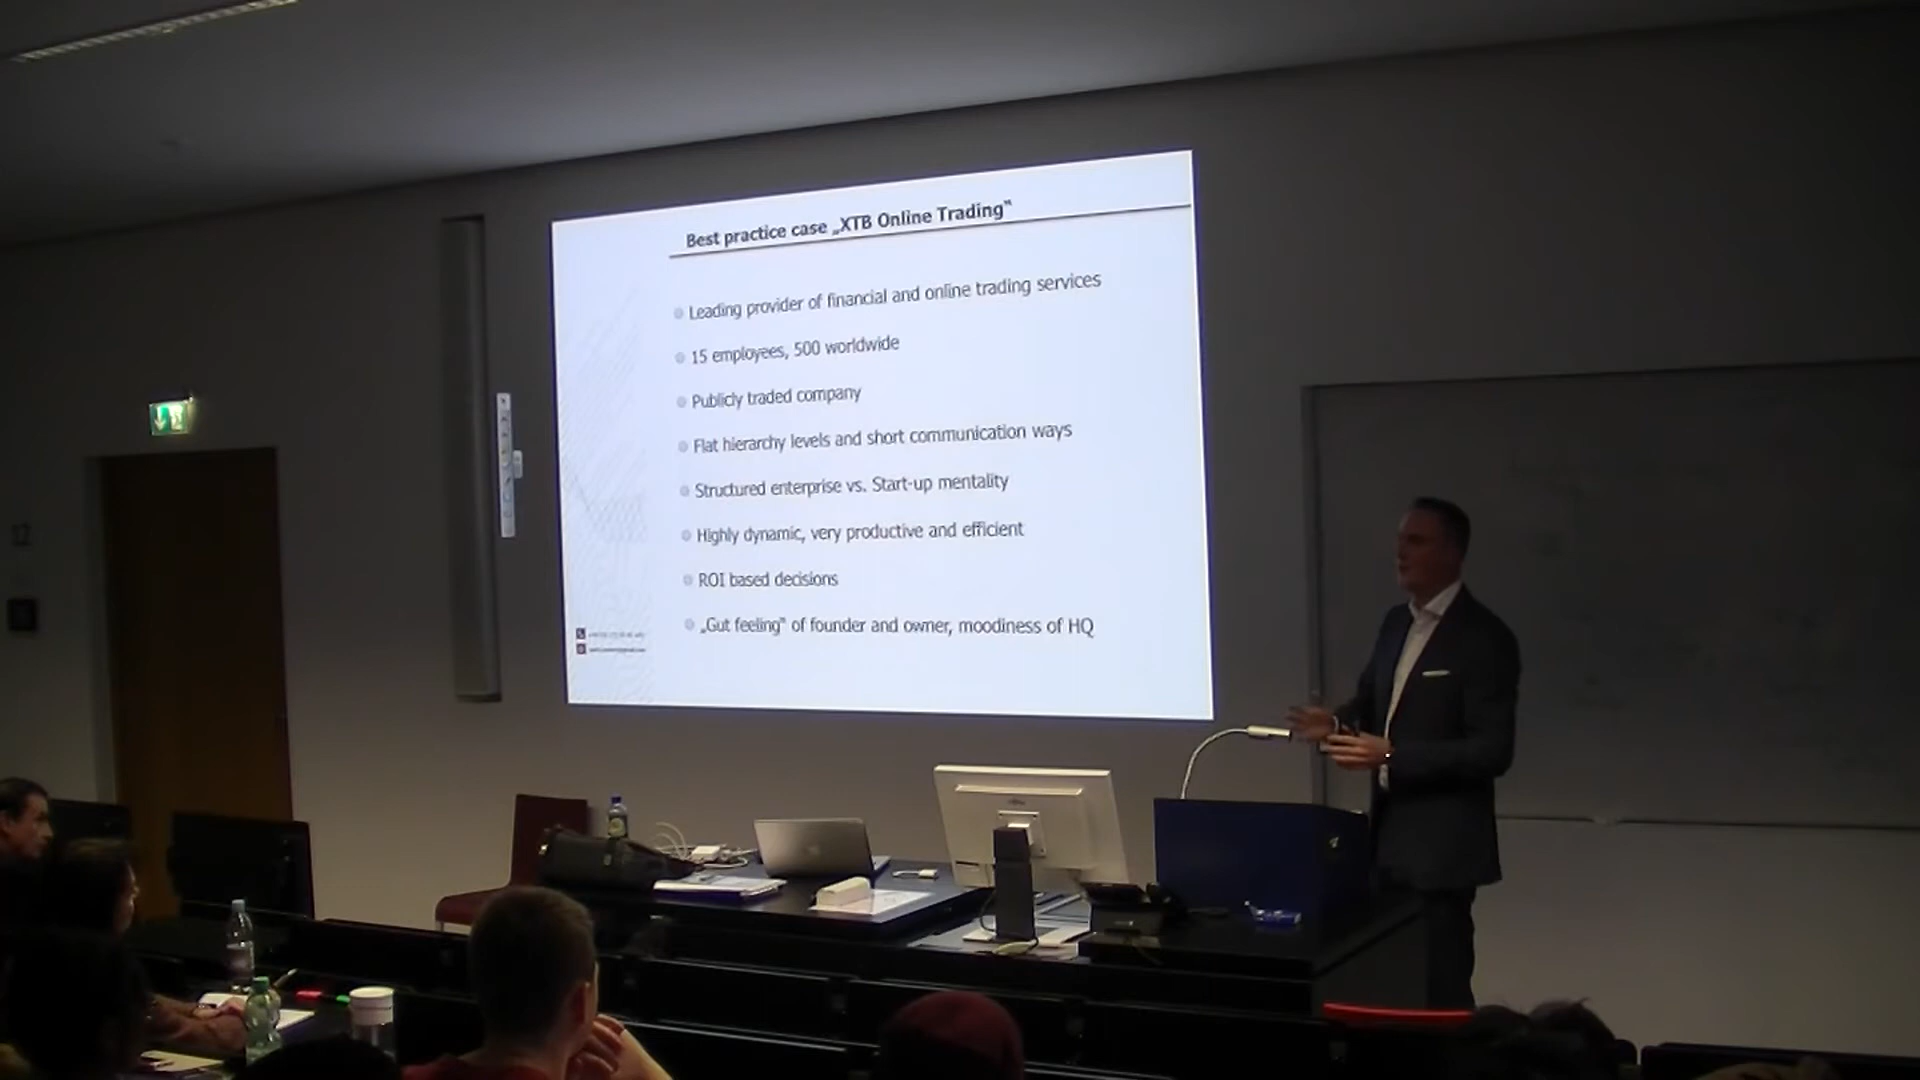 Best practice case „XTB Online Trading“
Leading provider of financial and online trading services
15 employees, 500 worldwide
Publicly traded company
Flat hierarchy levels and short communication ways
Structured enterprise vs. Start-up mentality
Highly dynamic, very productive and efficient
ROI based decisions
„Gut feeling“ of founder and owner, moodiness of HQ
12